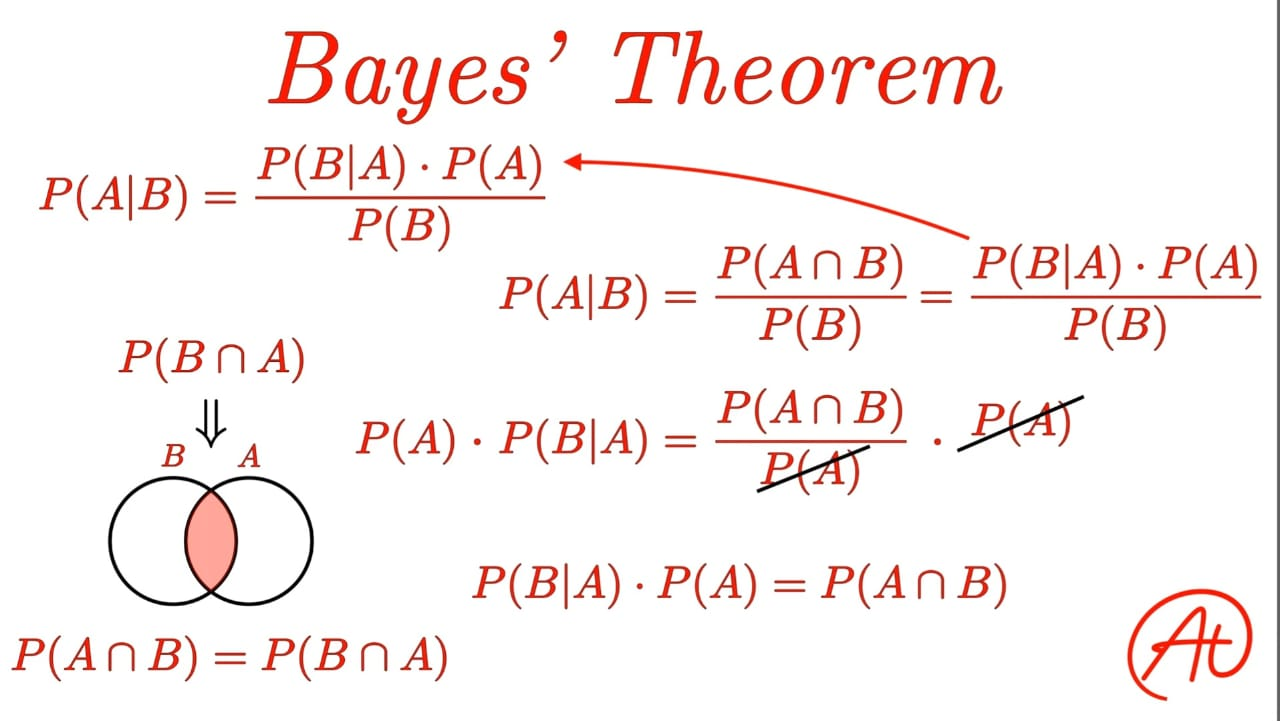 Bayes’ Theorem
P(A|B) = P(B|A) · P(A) / P(B)
P(A|B) = P(A ∩ B) / P(B) = P(B|A) · P(A) / P(B)
P(B ∩ A)
⇓
B A
P(A) · P(B|A) = P(A ∩ B) / P(A) · P(A)
P(B|A) · P(A) = P(A ∩ B)
P(A ∩ B) = P(B ∩ A)
At